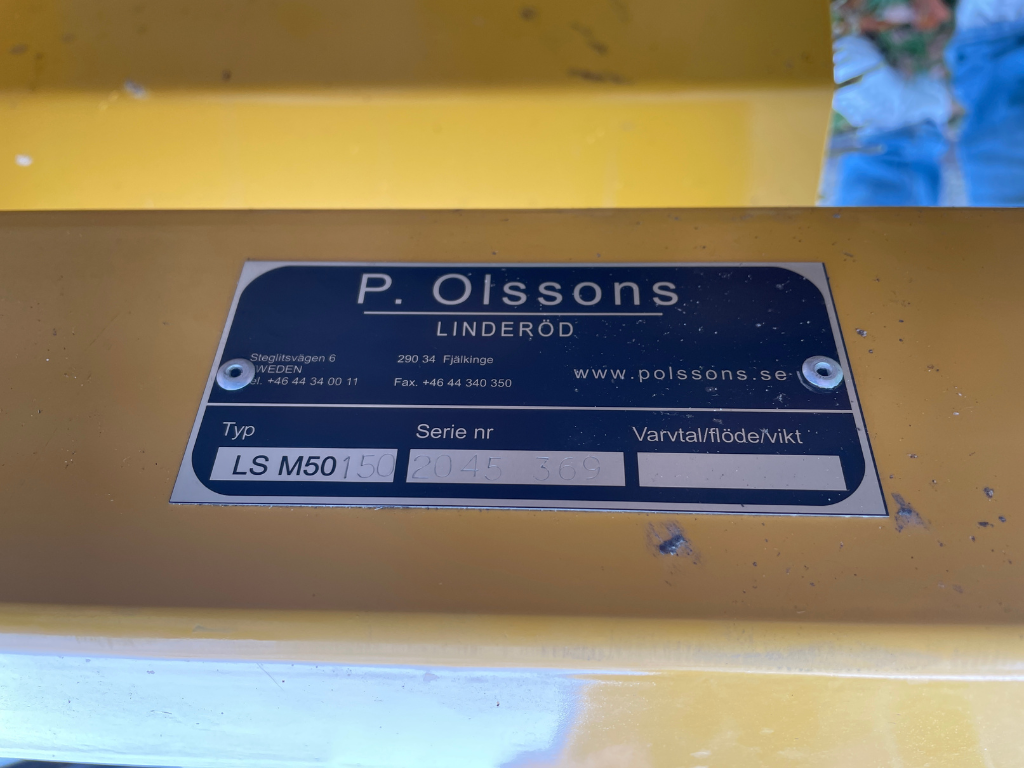 P. Olssons
LINDERÖD
Steglitsvägen 6 290 34 Fjälkinge
WEDEN
el. +46 44 34 00 11 Fax. +46 44 340 350 www.polssons.se
Typ Serie nr Varvtal/flöde/vikt
LS M50150 2045 369